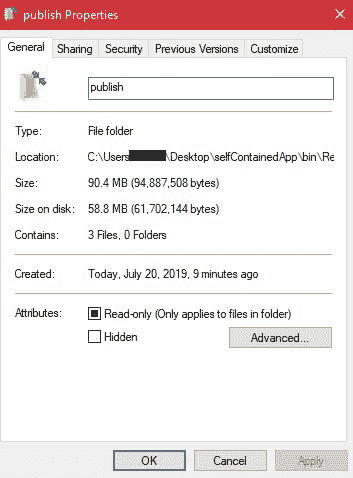 publish Properties
General Sharing Security Previous Versions Customize
publish
Type: File folder
Location: C:\Users\ \Desktop\selfContainedApp\bin\Re
Size: 90.4 MB (94,887,508 bytes)
Size on disk: 58.8 MB (61,702,144 bytes)
Contains: 3 Files, 0 Folders
Created: Today, July 20, 2019, 9 minutes ago
Attributes: Read-only (Only applies to files in folder)
Hidden Advanced...
OK Cancel Apply